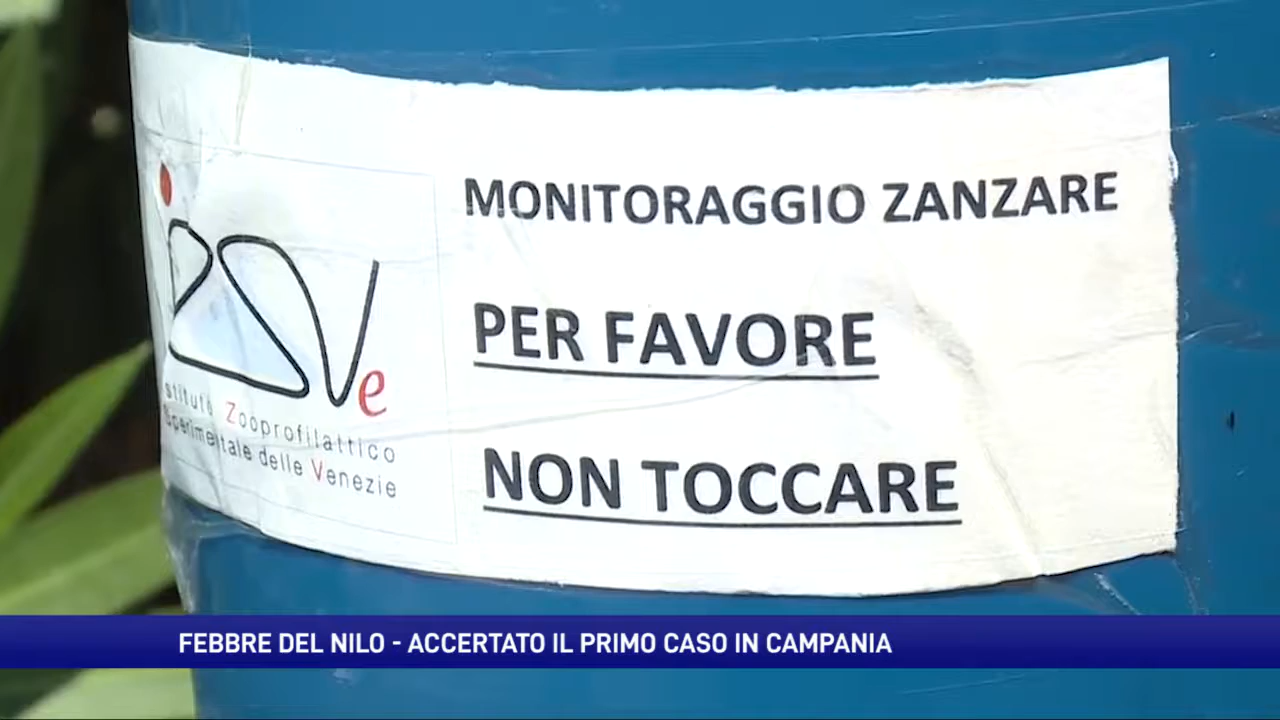 MONITORAGGIO ZANZARE
PER FAVORE
NON TOCCARE
iZSVe
stituto Zooprofilattico
Sperimentale delle Venezie
FEBBRE DEL NILO - ACCERTATO IL PRIMO CASO IN CAMPANIA